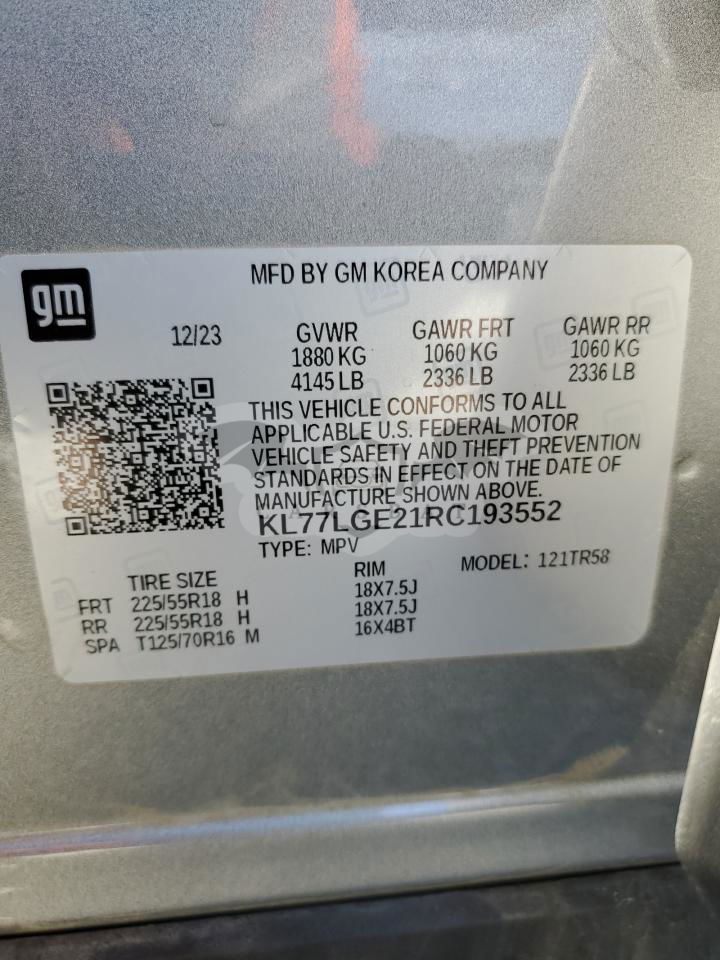 gm
MFD BY GM KOREA COMPANY
12/23 GVWR GAWR FRT GAWR RR
1880 KG 1060 KG 1060 KG
4145 LB 2336 LB 2336 LB
THIS VEHICLE CONFORMS TO ALL
APPLICABLE U.S. FEDERAL MOTOR
VEHICLE SAFETY AND THEFT PREVENTION
STANDARDS IN EFFECT ON THE DATE OF
MANUFACTURE SHOWN ABOVE.
KL77LGE21RC193552
TYPE: MPV MODEL: 121TR58
TIRE SIZE RIM
FRT 225/55R18 H 18X7.5J
RR 225/55R18 H 18X7.5J
SPA T125/70R16 M 16X4BT